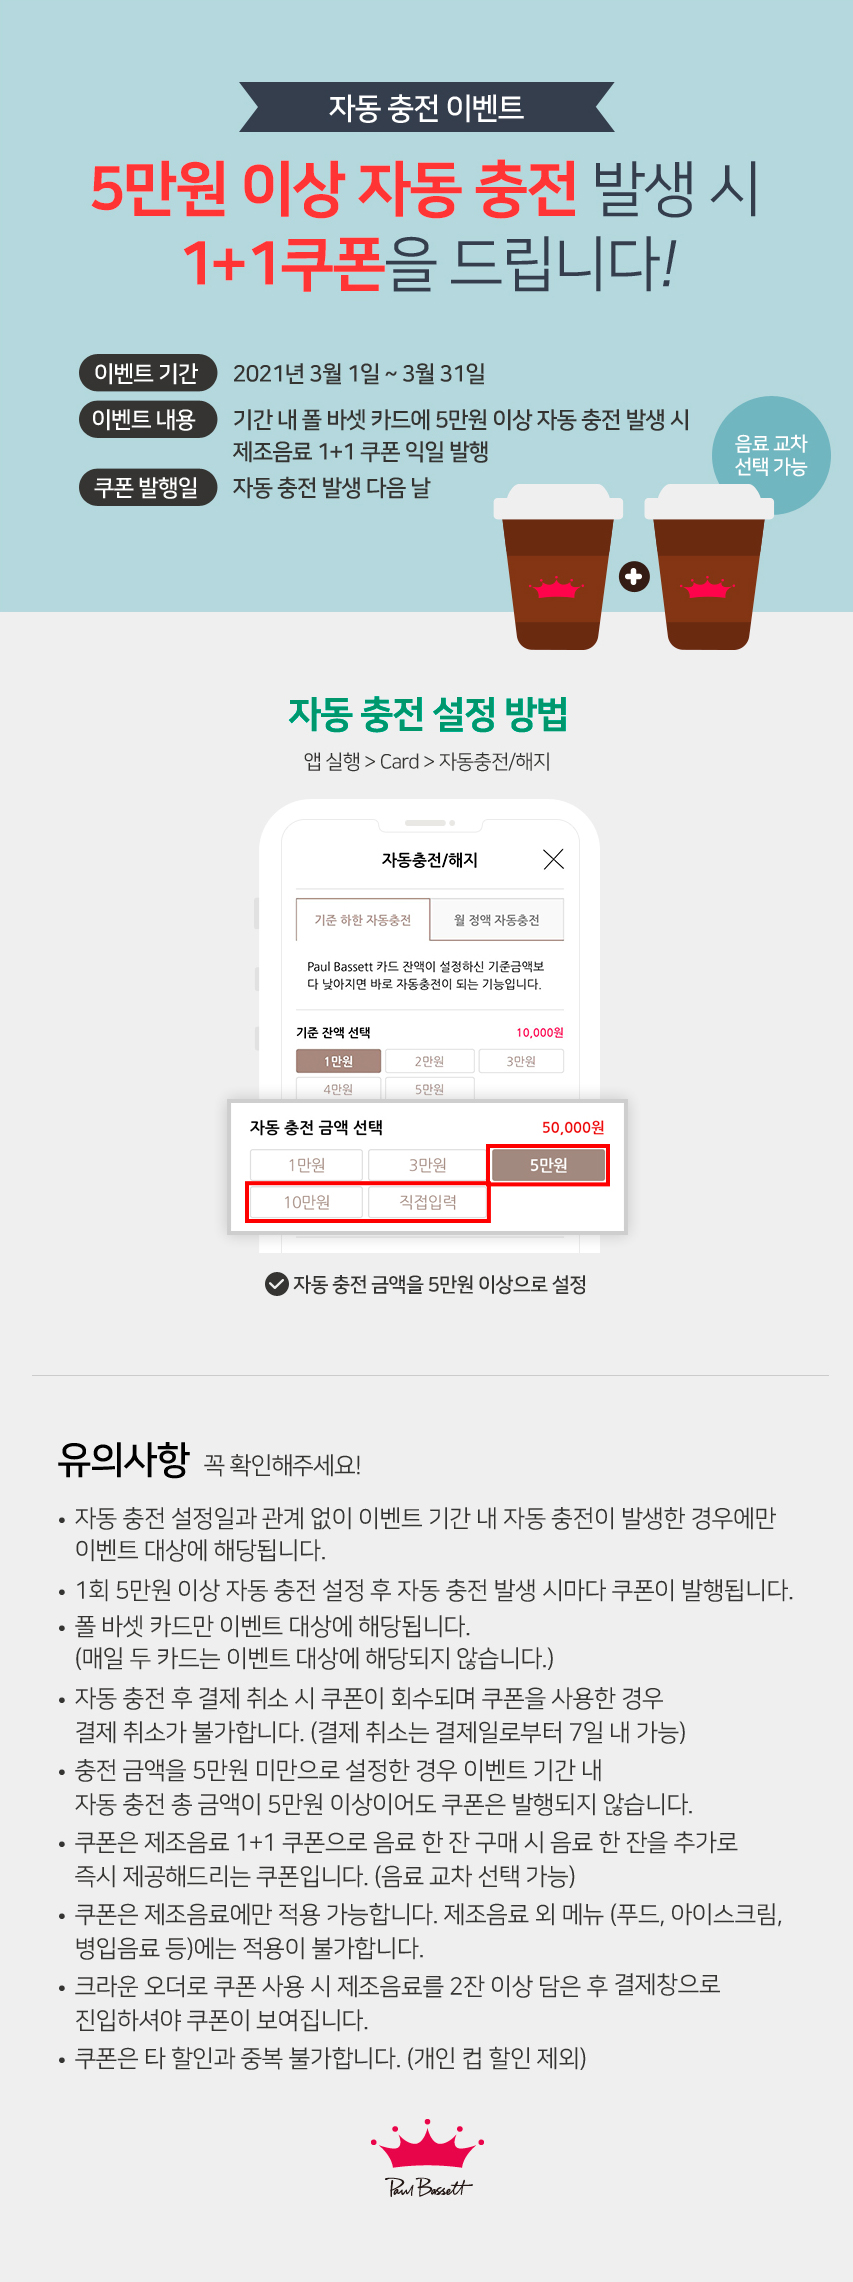 자동 충전 이벤트
5만원 이상 자동 충전 발생 시
1+1쿠폰을 드립니다!
이벤트 기간 2021년 3월 1일 ~ 3월 31일
이벤트 내용 기간 내 폴 바셋 카드에 5만원 이상 자동 충전 발생 시
제조음료 1+1 쿠폰 익일 발행
쿠폰 발행일 자동 충전 발생 다음 날
음료 교차
선택 가능
자동 충전 설정 방법
앱 실행 > Card > 자동충전/해지
자동충전/해지
기준 하한 자동충전 월 정액 자동충전
Paul Bassett 카드 잔액이 설정하신 기준금액보
다 낮아지면 바로 자동충전이 되는 기능입니다.
기준 잔액 선택 10,000원
1만원 2만원 3만원
4만원 5만원
자동 충전 금액 선택 50,000원
1만원 3만원 5만원
10만원 직접입력
자동 충전 금액을 5만원 이상으로 설정
유의사항 꼭 확인해주세요!
• 자동 충전 설정일과 관계 없이 이벤트 기간 내 자동 충전이 발생한 경우에만
이벤트 대상에 해당됩니다.
• 1회 5만원 이상 자동 충전 설정 후 자동 충전 발생 시마다 쿠폰이 발행됩니다.
• 폴 바셋 카드만 이벤트 대상에 해당됩니다.
(매일 두 카드는 이벤트 대상에 해당되지 않습니다.)
• 자동 충전 후 결제 취소 시 쿠폰이 회수되며 쿠폰을 사용한 경우
결제 취소가 불가합니다. (결제 취소는 결제일로부터 7일 내 가능)
• 충전 금액을 5만원 미만으로 설정한 경우 이벤트 기간 내
자동 충전 총 금액이 5만원 이상이어도 쿠폰은 발행되지 않습니다.
• 쿠폰은 제조음료 1+1 쿠폰으로 음료 한 잔 구매 시 음료 한 잔을 추가로
즉시 제공해드리는 쿠폰입니다. (음료 교차 선택 가능)
• 쿠폰은 제조음료에만 적용 가능합니다. 제조음료 외 메뉴 (푸드, 아이스크림,
병입음료 등)에는 적용이 불가합니다.
• 크라운 오더로 쿠폰 사용 시 제조음료를 2잔 이상 담은 후 결제창으로
진입하셔야 쿠폰이 보여집니다.
• 쿠폰은 타 할인과 중복 불가합니다. (개인 컵 할인 제외)
Paul Bassett